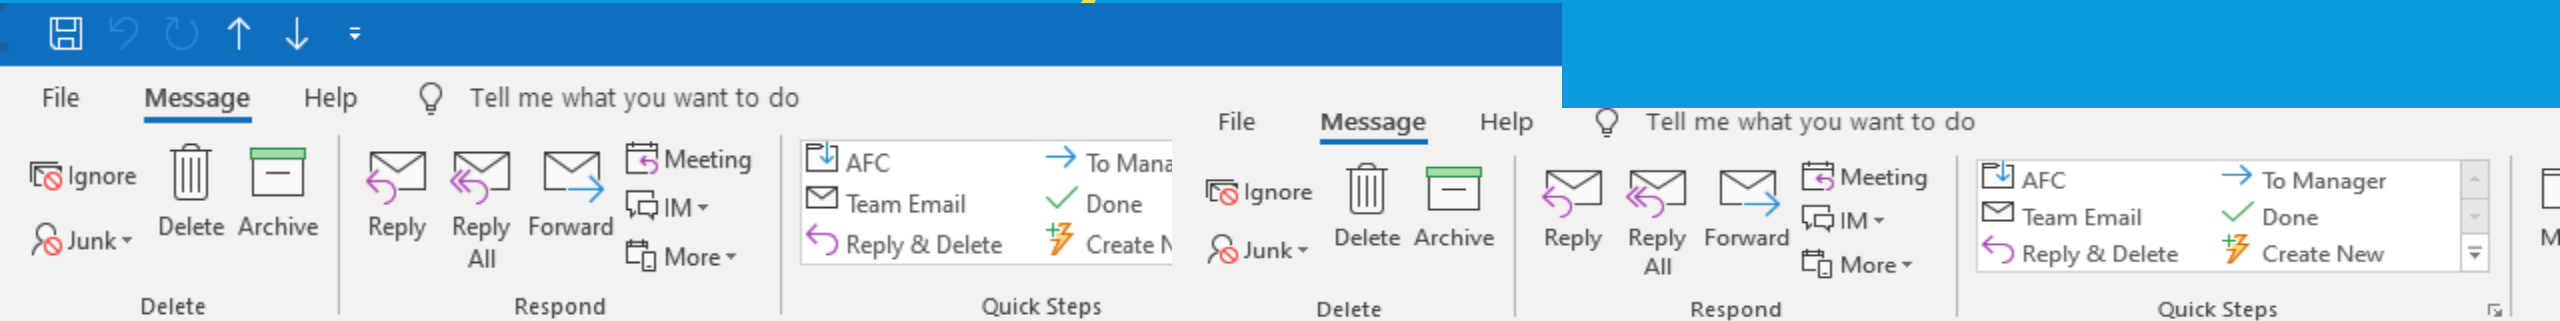 File Message Help Tell me what you want to do
Ignore
Junk
Delete
Archive
Delete
Reply
Reply All
Forward
Meeting
IM
More
Respond
AFC
Team Email
Reply & Delete
To Mana
Done
Create N
Quick Steps
File Message Help Tell me what you want to do
Ignore
Junk
Delete
Archive
Delete
Reply
Reply All
Forward
Meeting
IM
More
Respond
AFC
Team Email
Reply & Delete
To Manager
Done
Create New
Quick Steps
M